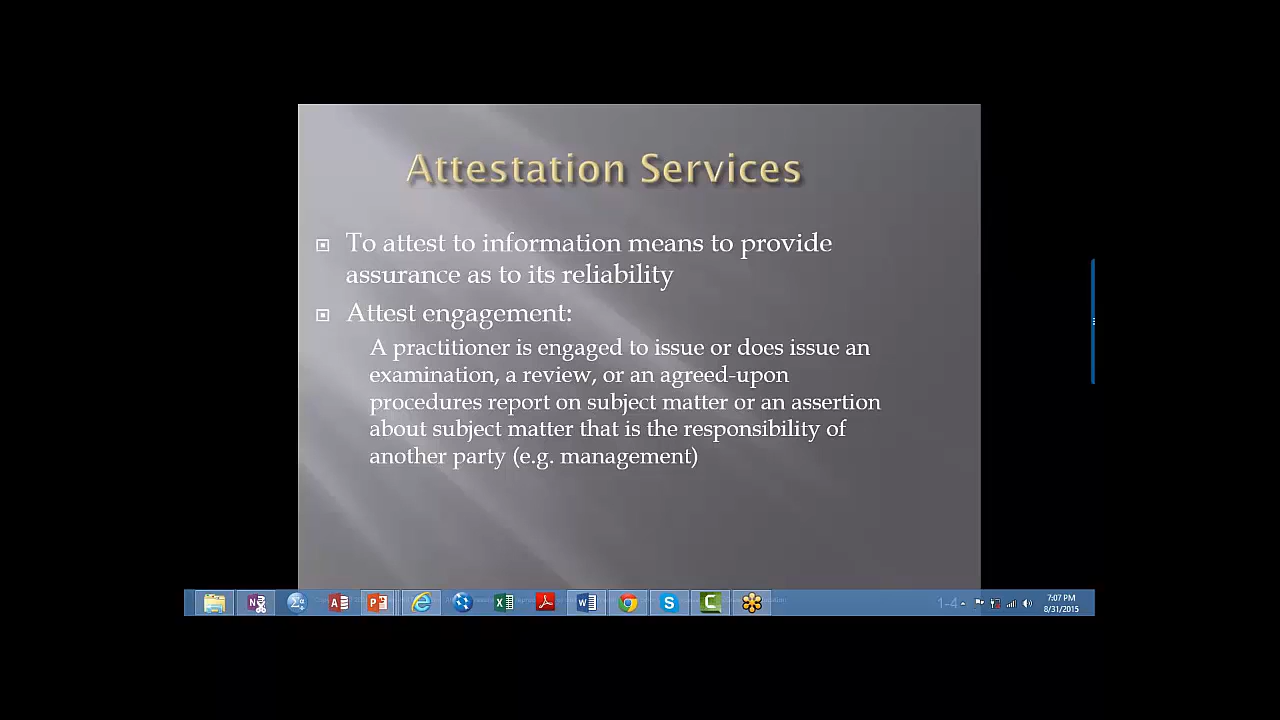 Attestation Services
To attest to information means to provide
assurance as to its reliability
Attest engagement:
A practitioner is engaged to issue or does issue an
examination, a review, or an agreed-upon
procedures report on subject matter or an assertion
about subject matter that is the responsibility of
another party (e.g. management)
1-4
7:07 PM
8/31/2015